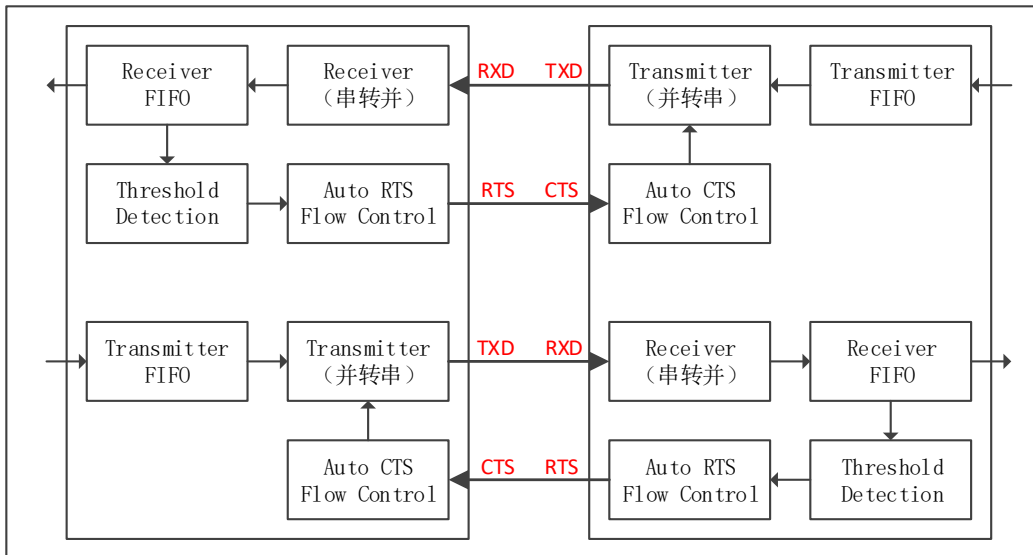 Receiver
FIFO
Receiver
（串转并）
RXD
TXD
Transmitter
（并转串）
Transmitter
FIFO
Threshold
Detection
Auto RTS
Flow Control
RTS
CTS
Auto CTS
Flow Control
Transmitter
FIFO
Transmitter
（并转串）
TXD
RXD
Receiver
（串转并）
Receiver
FIFO
Auto CTS
Flow Control
CTS
RTS
Auto RTS
Flow Control
Threshold
Detection